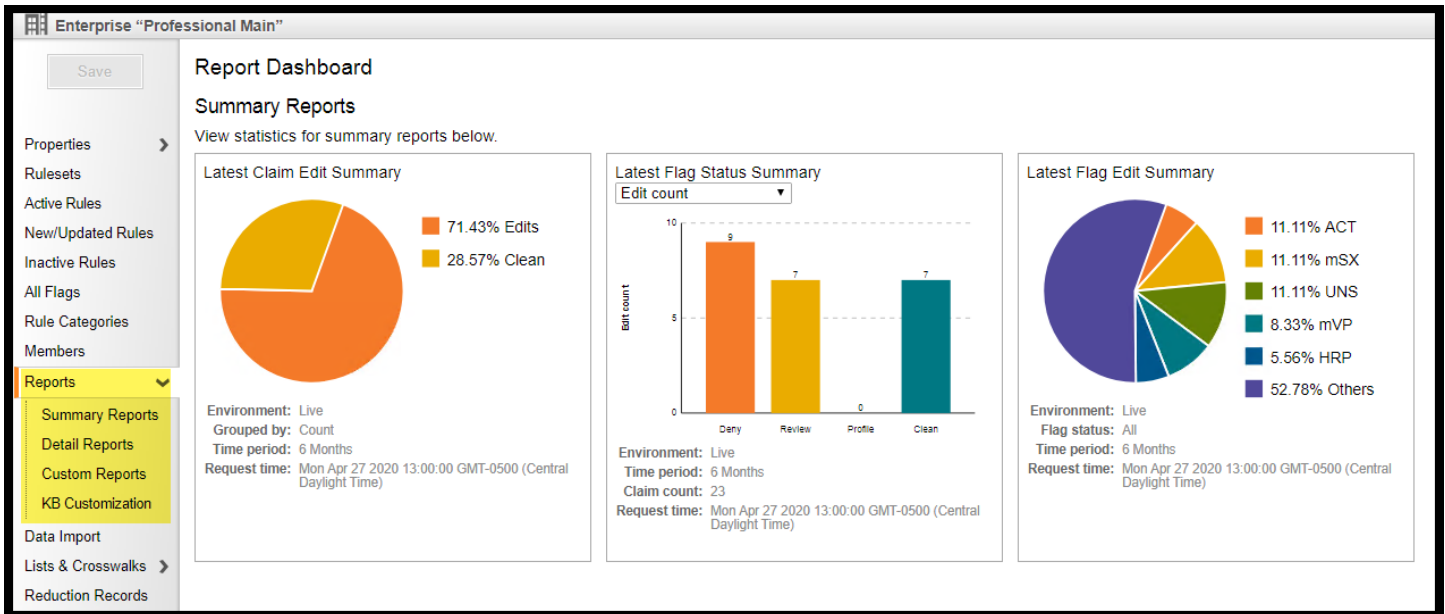 Enterprise “Professional Main”
Save
Properties
Rulesets
Active Rules
New/Updated Rules
Inactive Rules
All Flags
Rule Categories
Members
Reports
Summary Reports
Detail Reports
Custom Reports
KB Customization
Data Import
Lists & Crosswalks
Reduction Records
Report Dashboard
Summary Reports
View statistics for summary reports below.
Latest Claim Edit Summary
71.43% Edits
28.57% Clean
Environment: Live
Grouped by: Count
Time period: 6 Months
Request time: Mon Apr 27 2020 13:00:00 GMT-0500 (Central
Daylight Time)
Latest Flag Status Summary
Edit count
Edit count
10
5
0
9
7
0
7
Deny Review Profile Clean
Environment: Live
Time period: 6 Months
Claim count: 23
Request time: Mon Apr 27 2020 13:00:00 GMT-0500 (Central
Daylight Time)
Latest Flag Edit Summary
11.11% ACT
11.11% mSX
11.11% UNS
8.33% mVP
5.56% HRP
52.78% Others
Environment: Live
Flag status: All
Time period: 6 Months
Request time: Mon Apr 27 2020 13:00:00 GMT-0500 (Central
Daylight Time)